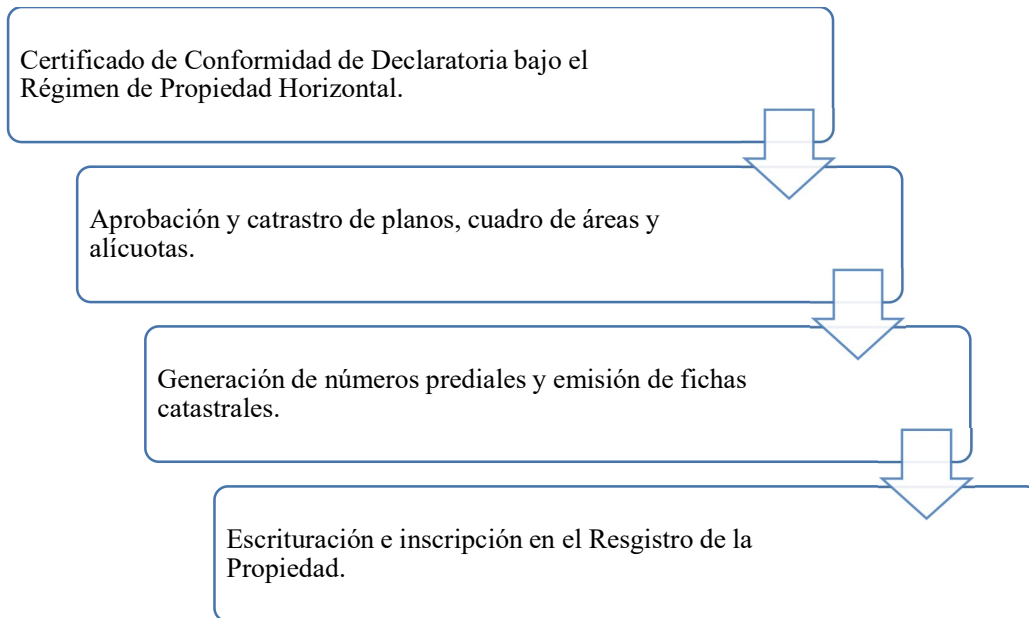 Certificado de Conformidad de Declaratoria bajo el
Régimen de Propiedad Horizontal.
Aprobación y catrastro de planos, cuadro de áreas y
alícuotas.
Generación de números prediales y emisión de fichas
catastrales.
Escrituración e inscripción en el Resgistro de la
Propiedad.